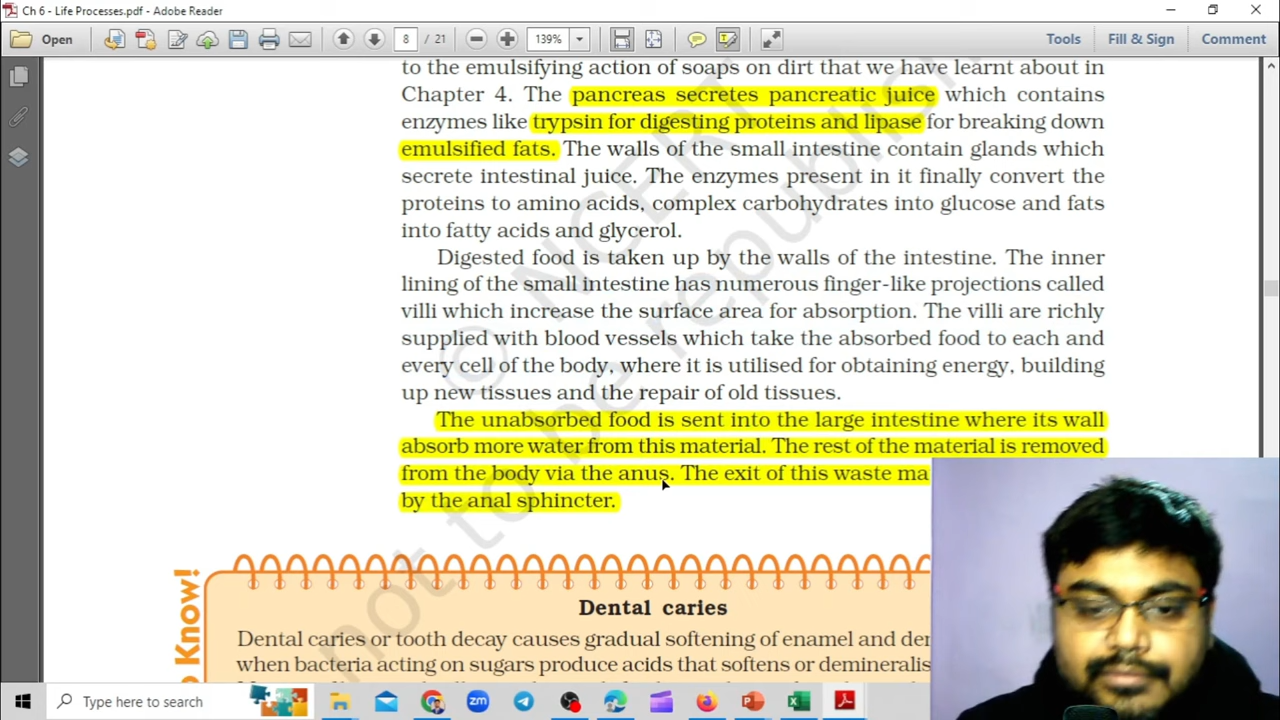 Ch 6 - Life Processes.pdf - Adobe Reader
Open 8 / 21 139% Tools Fill & Sign Comment
to the emulsifying action of soaps on dirt that we have learnt about in
Chapter 4. The pancreas secretes pancreatic juice which contains
enzymes like trypsin for digesting proteins and lipase for breaking down
emulsified fats. The walls of the small intestine contain glands which
secrete intestinal juice. The enzymes present in it finally convert the
proteins to amino acids, complex carbohydrates into glucose and fats
into fatty acids and glycerol.
Digested food is taken up by the walls of the intestine. The inner
lining of the small intestine has numerous finger-like projections called
villi which increase the surface area for absorption. The villi are richly
supplied with blood vessels which take the absorbed food to each and
every cell of the body, where it is utilised for obtaining energy, building
up new tissues and the repair of old tissues.
The unabsorbed food is sent into the large intestine where its wall
absorb more water from this material. The rest of the material is removed
from the body via the anus. The exit of this waste ma
by the anal sphincter.
© NCERT
not to be republish
Know!
Dental caries
Dental caries or tooth decay causes gradual softening of enamel and der
when bacteria acting on sugars produce acids that softens or demineralis
Type here to search
zm